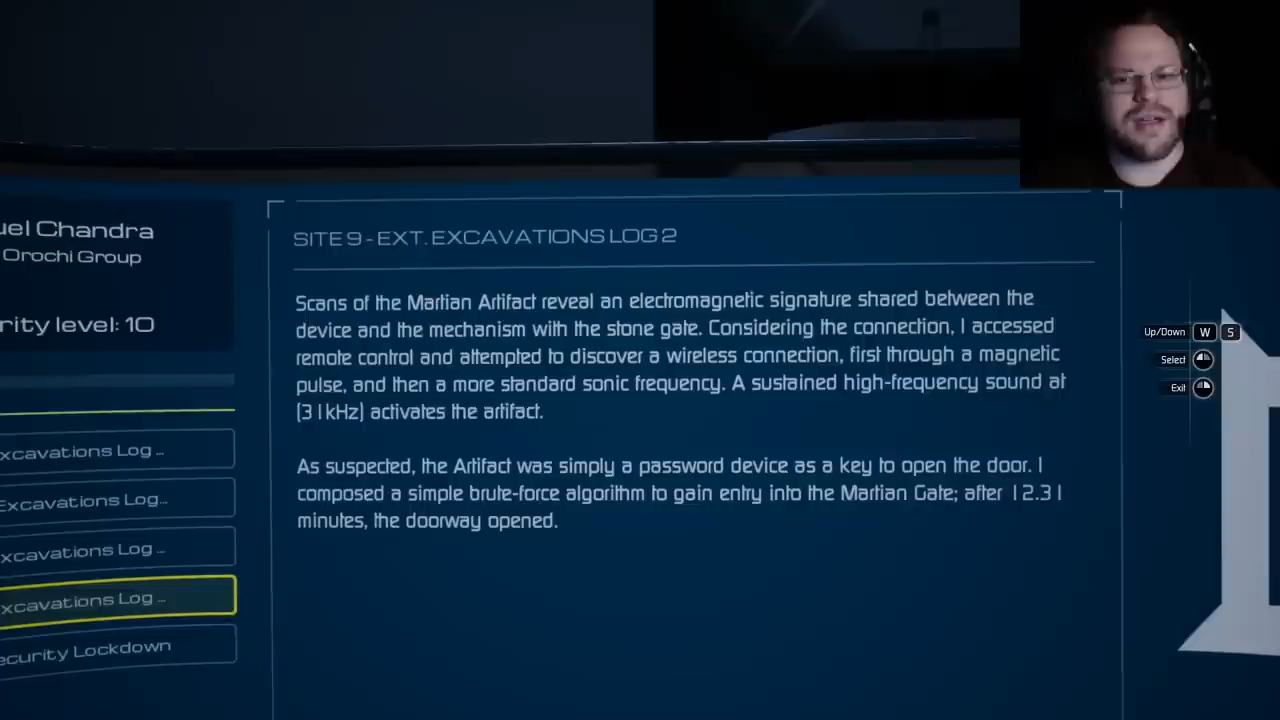 uel Chandra
Orochi Group
rity level: 10
xcavations Log ...
Excavations Log...
xcavations Log ...
xcavations Log ...
ecurity Lockdown
SITE 9 - EXT. EXCAVATIONS LOG 2
Scans of the Martian Artifact reveal an electromagnetic signature shared between the
device and the mechanism with the stone gate. Considering the connection, I accessed
remote control and attempted to discover a wireless connection, first through a magnetic
pulse, and then a more standard sonic frequency. A sustained high-frequency sound at
(31kHz) activates the artifact.
As suspected, the Artifact was simply a password device as a key to open the door. I
composed a simple brute-force algorithm to gain entry into the Martian Gate; after 12.31
minutes, the doorway opened.
Up/Down W S
Select
Exit